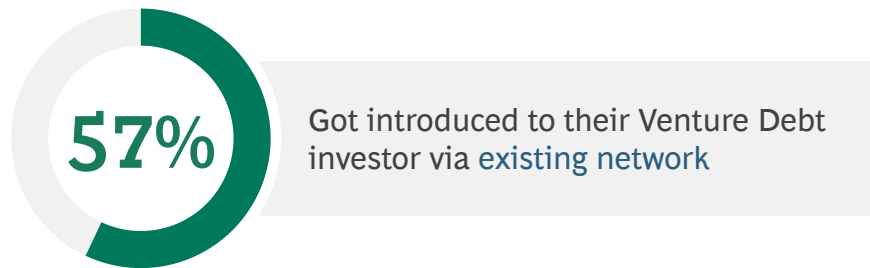 57%
Got introduced to their Venture Debt
investor via existing network